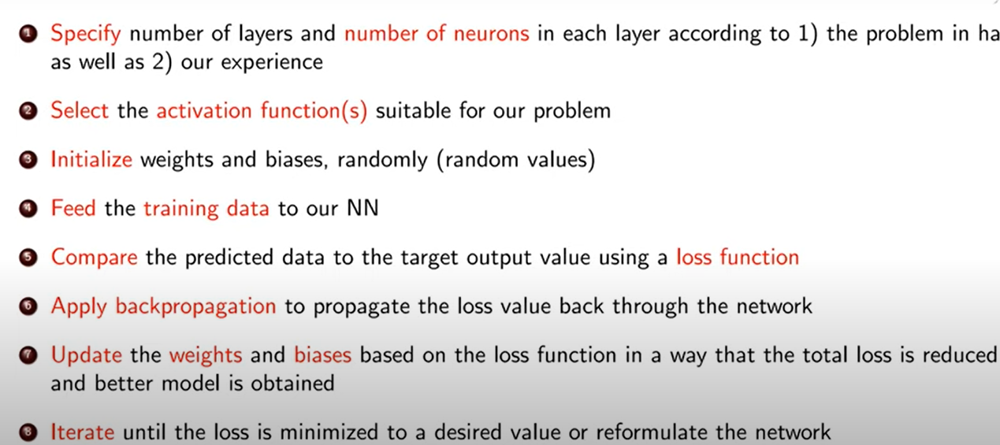 1 Specify number of layers and number of neurons in each layer according to 1) the problem in ha
as well as 2) our experience
2 Select the activation function(s) suitable for our problem
3 Initialize weights and biases, randomly (random values)
4 Feed the training data to our NN
5 Compare the predicted data to the target output value using a loss function
6 Apply backpropagation to propagate the loss value back through the network
7 Update the weights and biases based on the loss function in a way that the total loss is reduced
and better model is obtained
8 Iterate until the loss is minimized to a desired value or reformulate the network